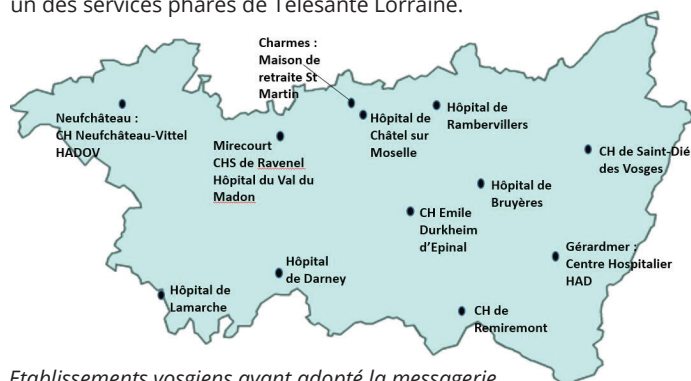 un des services phares de Télésanté Lorraine.
Charmes :
Maison de
retraite St
Martin
Neufchâteau :
CH Neufchâteau-Vittel
HADOV
Mirecourt
CHS de Ravenel
Hôpital du Val du
Madon
Hôpital de
Châtel sur
Moselle
Hôpital de
Rambervillers
CH de Saint-Dié
des Vosges
Hôpital de
Bruyères
CH Emile
Durkheim
d'Epinal
Gérardmer :
Centre Hospitalier
HAD
Hôpital
de Darney
Hôpital de
Lamarche
CH de
Remiremont
Etablissements vosgiens ayant adopté la messagerie